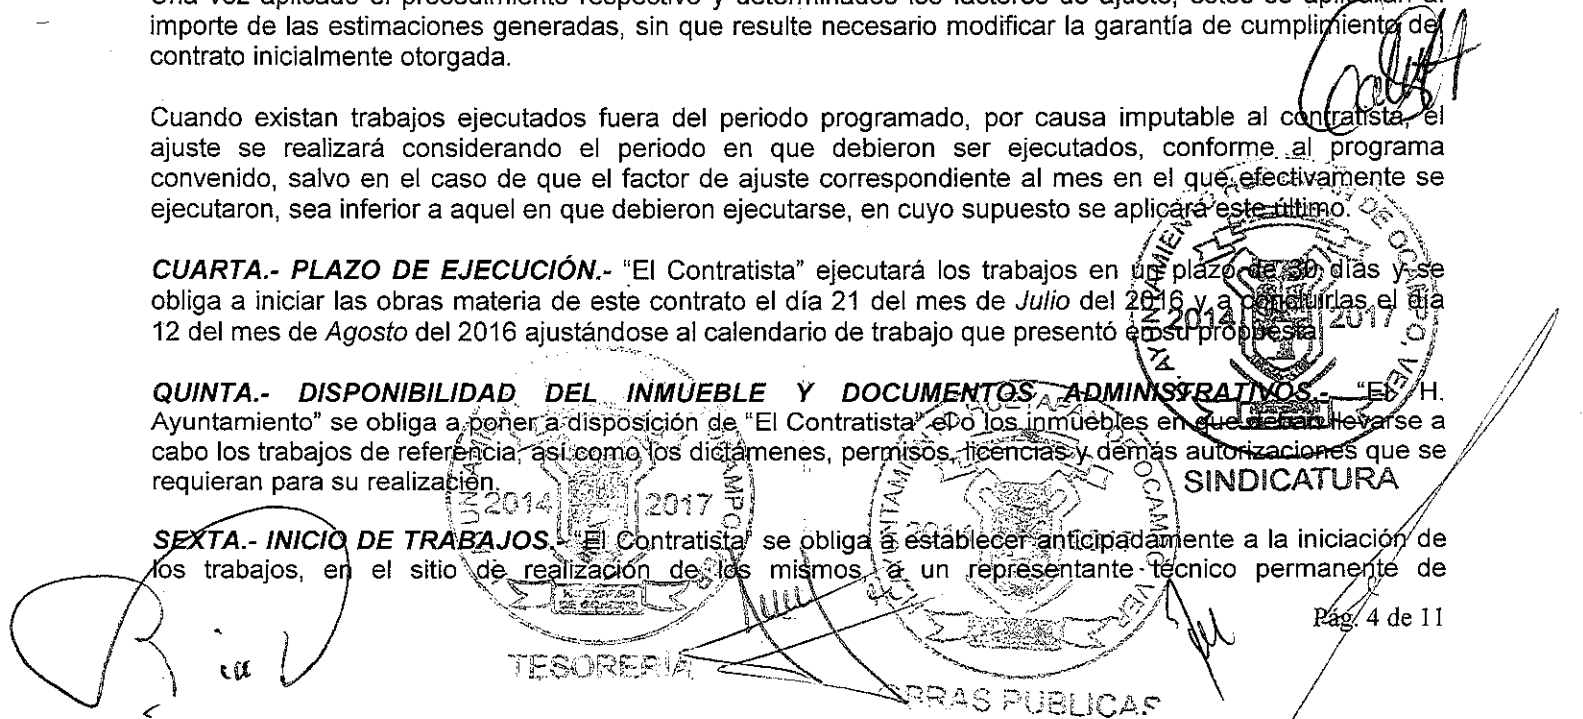 Una vez aplicado el procedimiento respectivo y determinados los factores de ajuste, estos se aplicarán al
importe de las estimaciones generadas, sin que resulte necesario modificar la garantía de cumplimiento del
contrato inicialmente otorgada.
Cuando existan trabajos ejecutados fuera del periodo programado, por causa imputable al contratista, el
ajuste se realizará considerando el periodo en que debieron ser ejecutados, conforme al programa
convenido, salvo en el caso de que el factor de ajuste correspondiente al mes en el que efectivamente se
ejecutaron, sea inferior a aquel en que debieron ejecutarse, en cuyo supuesto se aplicará este último.
CUARTA.- PLAZO DE EJECUCIÓN.- “El Contratista” ejecutará los trabajos en un plazo de 30 días y se
obliga a iniciar las obras materia de este contrato el día 21 del mes de Julio del 2016 y a concluirlas el día
12 del mes de Agosto del 2016 ajustándose al calendario de trabajo que presentó en su propuesta
2014 2017
QUINTA.- DISPONIBILIDAD DEL INMUEBLE Y DOCUMENTOS ADMINISTRATIVOS.- “El H.
Ayuntamiento” se obliga a poner a disposición de “El Contratista” el o los inmuebles en que deban llevarse a
cabo los trabajos de referencia, así como los dictámenes, permisos, licencias y demás autorizaciones que se
requieran para su realización.
SINDICATURA
2014 2017
SEXTA.- INICIO DE TRABAJOS.- “El Contratista” se obliga a establecer anticipadamente a la iniciación de
los trabajos, en el sitio de realización de los mismos, a un representante técnico permanente de
Pág. 4 de 11
TESORERÍA
OBRAS PUBLICAS